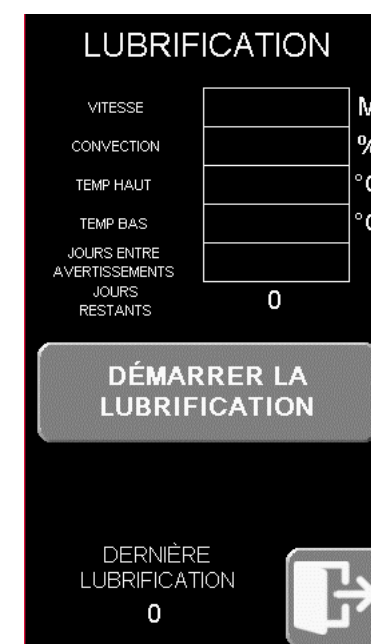 LUBRIFICATION
VITESSE
CONVECTION %
TEMP HAUT
TEMP BAS
JOURS ENTRE
AVERTISSEMENTS
JOURS
RESTANTS
0
DÉMARRER LA
LUBRIFICATION
DERNIÈRE
LUBRIFICATION
0